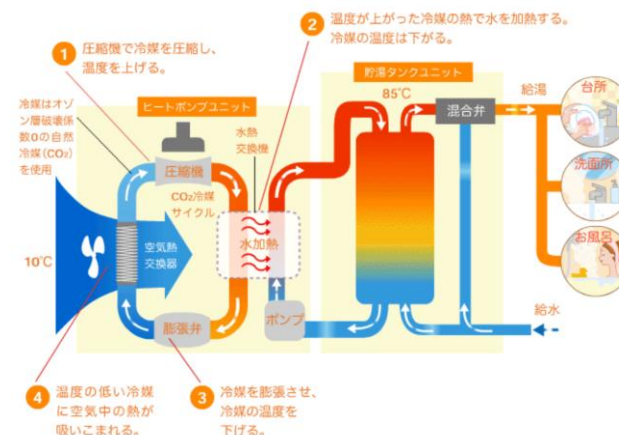 2 温度が上がった冷媒の熱で水を加熱する。
冷媒の温度は下がる。
1 圧縮機で冷媒を圧縮し、
温度を上げる。
貯湯タンクユニット
85℃
混合弁
給湯
台所
冷媒はオゾ
ン層破壊係
数0の自然
冷媒(CO₂)
を使用
ヒートポンプユニット
水熱
交換機
圧縮機
CO₂冷媒
サイクル
洗面所
水加熱
お風呂
10℃
空気熱
交換器
膨張弁
ポンプ
給水
4 温度の低い冷媒
に空気中の熱が
吸いこまれる。
3 冷媒を膨張させ、
冷媒の温度を
下げる。